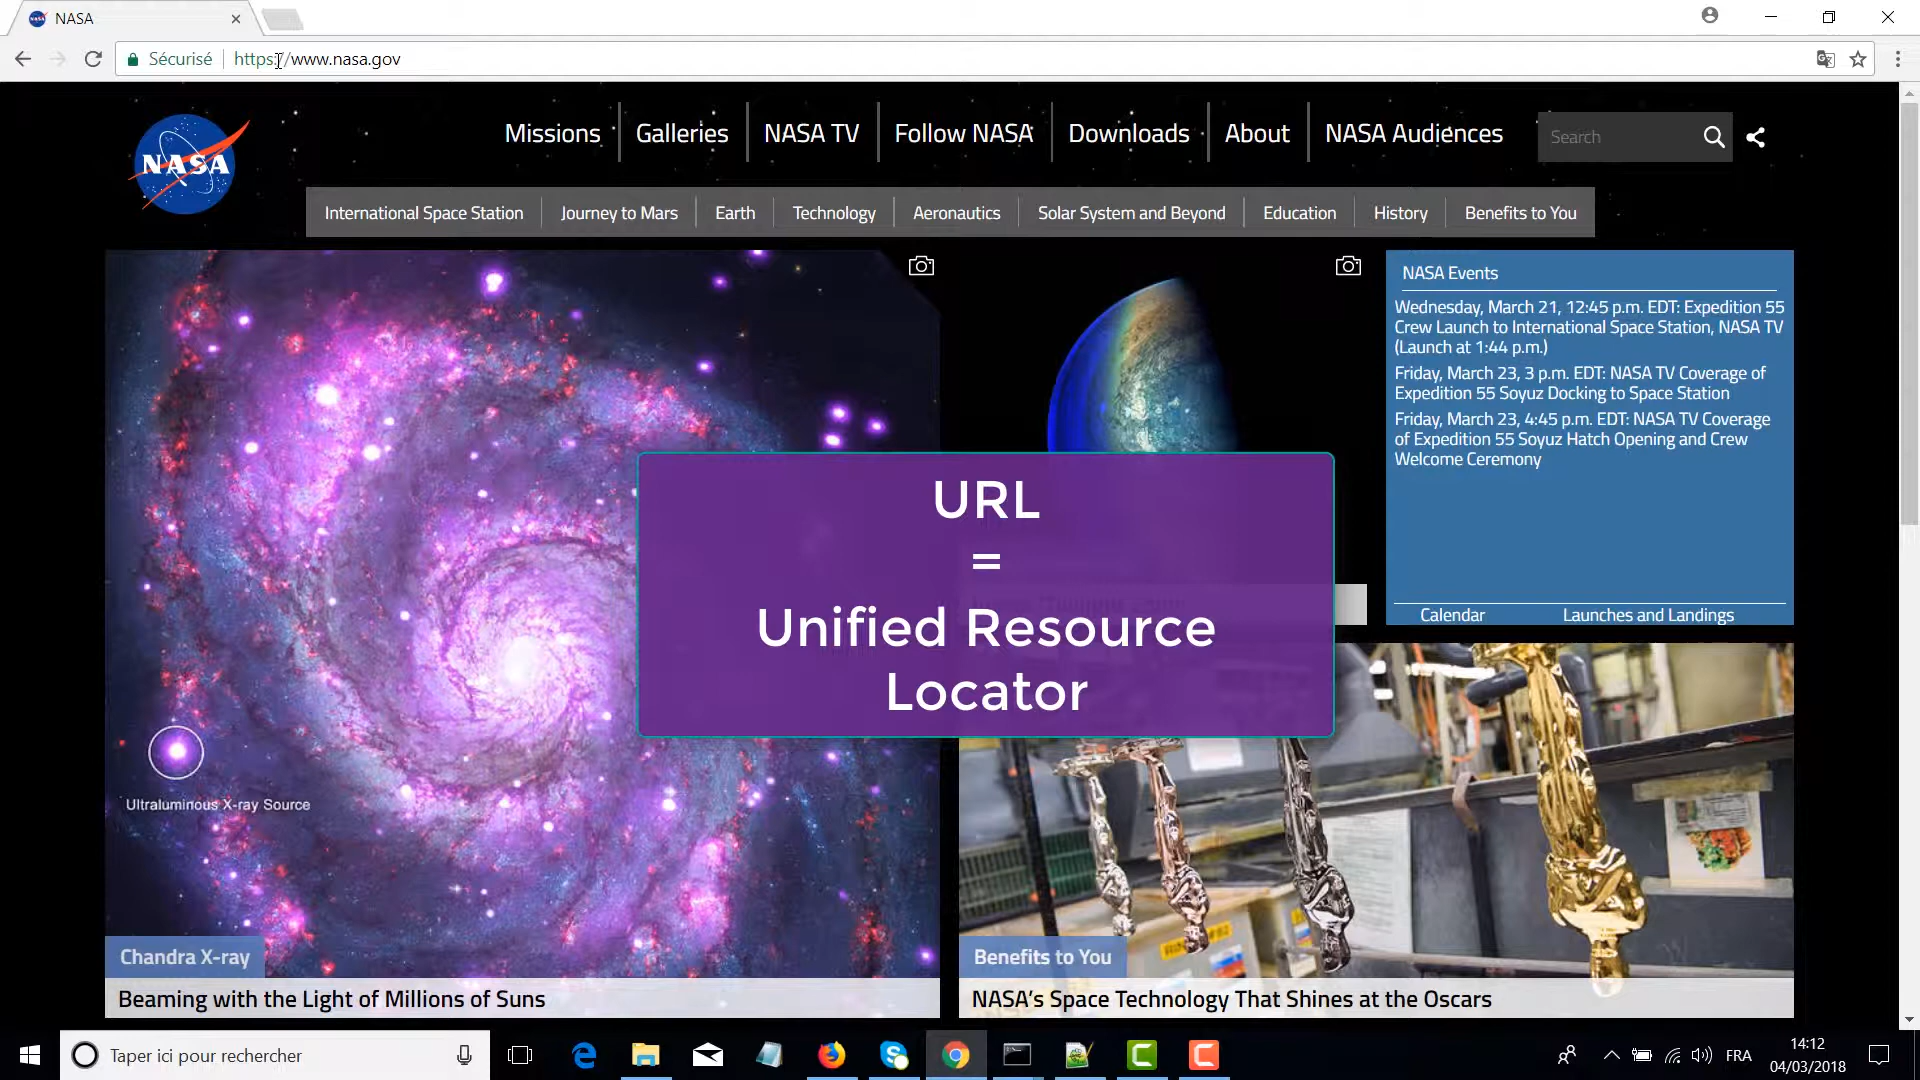 NASA
Sécurisé
https://www.nasa.gov
NASA
Missions
Galleries
NASA TV
Follow NASA
Downloads
About
NASA Audiences
Search
International Space Station
Journey to Mars
Earth
Technology
Aeronautics
Solar System and Beyond
Education
History
Benefits to You
NASA Events
Wednesday, March 21, 12:45 p.m. EDT: Expedition 55
Crew Launch to International Space Station, NASA TV
(Launch at 1:44 p.m.)
Friday, March 23, 3 p.m. EDT: NASA TV Coverage of
Expedition 55 Soyuz Docking to Space Station
Friday, March 23, 4:45 p.m. EDT: NASA TV Coverage
of Expedition 55 Soyuz Hatch Opening and Crew
Welcome Ceremony
Calendar
Launches and Landings
URL
=
Unified Resource
Locator
Ultraluminous X-ray Source
Chandra X-ray
Beaming with the Light of Millions of Suns
Benefits to You
NASA's Space Technology That Shines at the Oscars
Taper ici pour rechercher
FRA
14:12
04/03/2018